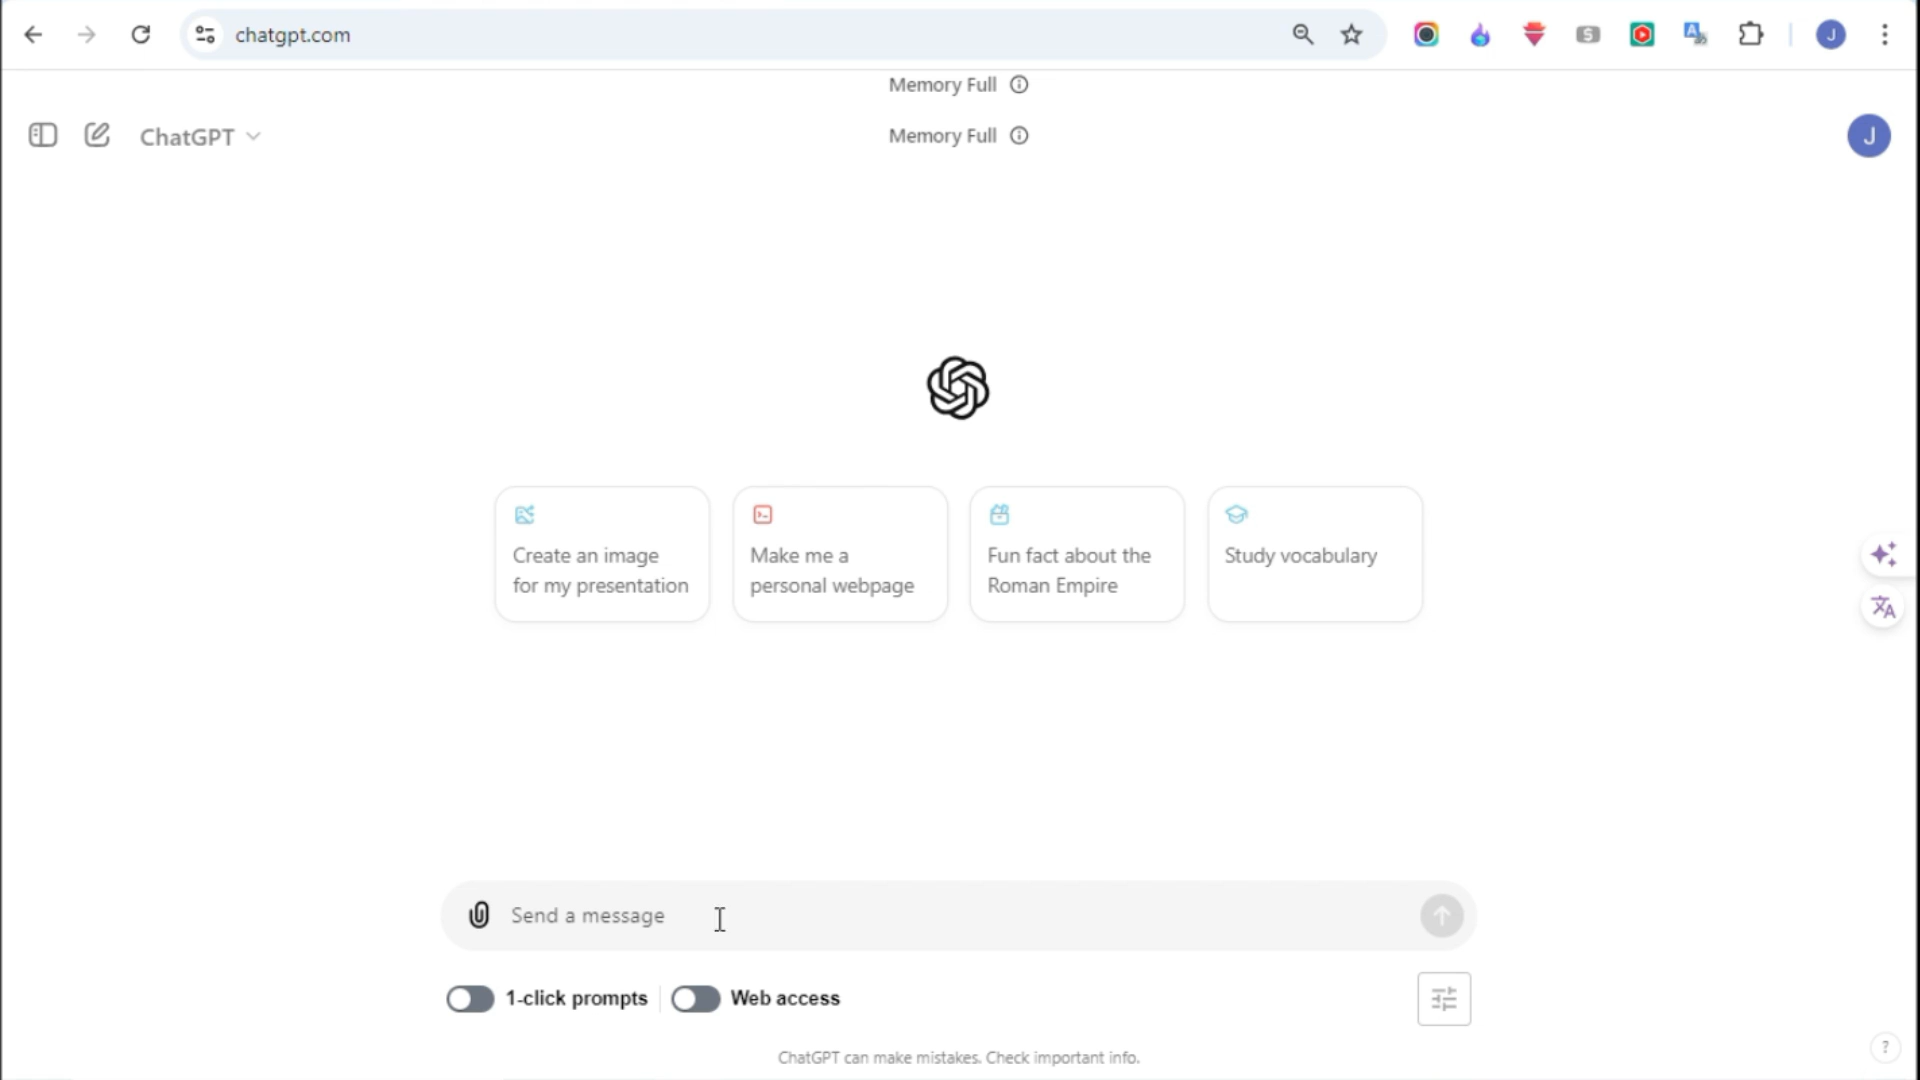 chatgpt.com
J
Memory Full
ChatGPT
Memory Full
J
Create an image
for my presentation
Make me a
personal webpage
Fun fact about the
Roman Empire
Study vocabulary
Send a message
1-click prompts
Web access
ChatGPT can make mistakes. Check important info.
?